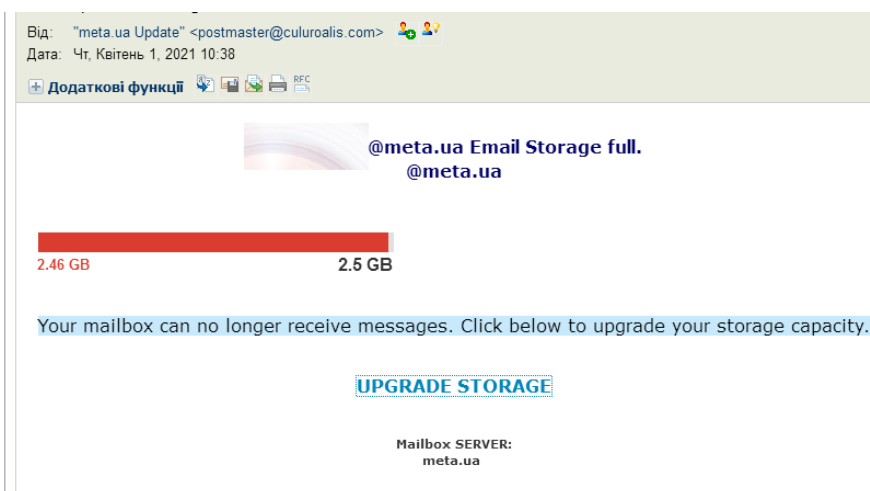 Від: "meta.ua Update" <postmaster@culuroalis.com>
Дата: Чт, Квітень 1, 2021 10:38
Додаткові функції RFC
@meta.ua Email Storage full.
@meta.ua
2.46 GB 2.5 GB
Your mailbox can no longer receive messages. Click below to upgrade your storage capacity.
UPGRADE STORAGE
Mailbox SERVER:
meta.ua